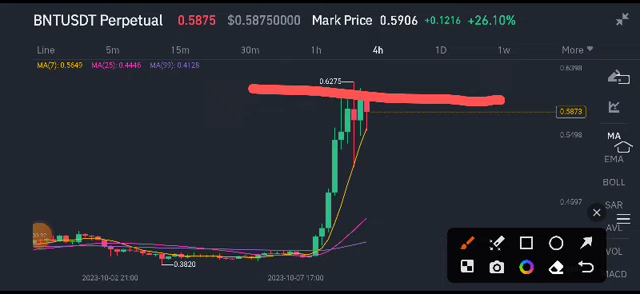 BNTUSDT Perpetual 0.5875 $0.58750000 Mark Price 0.5906 +0.1216 +26.10%
Line 5m 15m 30m 1h 4h 1D 1w More
MA(7): 0.5649 MA(25): 0.4446 MA(99): 0.4128
0.6398
0.6275
0.5873
0.5498
MA
EMA
BOLL
0.4697
SAR
AVL
VOL
0.3820
MACD
2023-10-02 21:00 2023-10-07 17:00